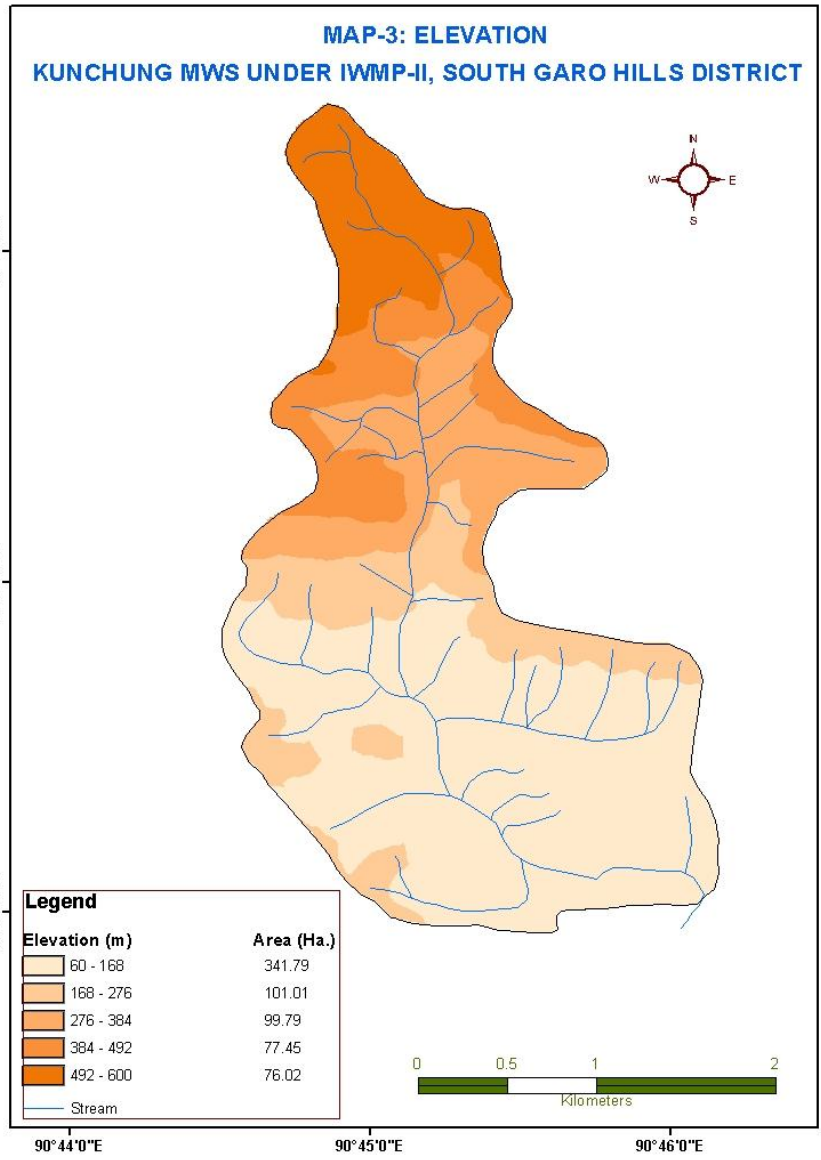 MAP-3: ELEVATION
KUNCHUNG MWS UNDER IWMP-II, SOUTH GARO HILLS DISTRICT
N
W E
S
Legend
Elevation (m) Area (Ha.)
60 - 168 341.79
168 - 276 101.01
276 - 384 99.79
384 - 492 77.45
492 - 600 76.02
Stream
0 0.5 1 2
Kilometers
90°44'0"E 90°45'0"E 90°46'0"E